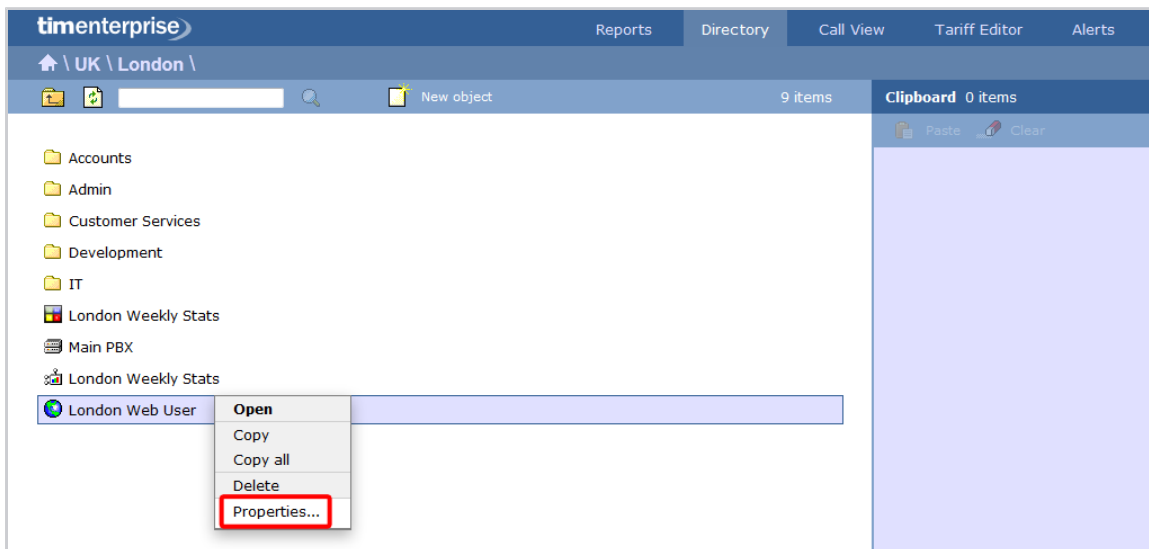 timenterprise
Reports Directory Call View Tariff Editor Alerts
\ UK \ London \
New object 9 items Clipboard 0 items
Paste Clear
Accounts
Admin
Customer Services
Development
IT
London Weekly Stats
Main PBX
London Weekly Stats
London Web User
Open
Copy
Copy all
Delete
Properties...